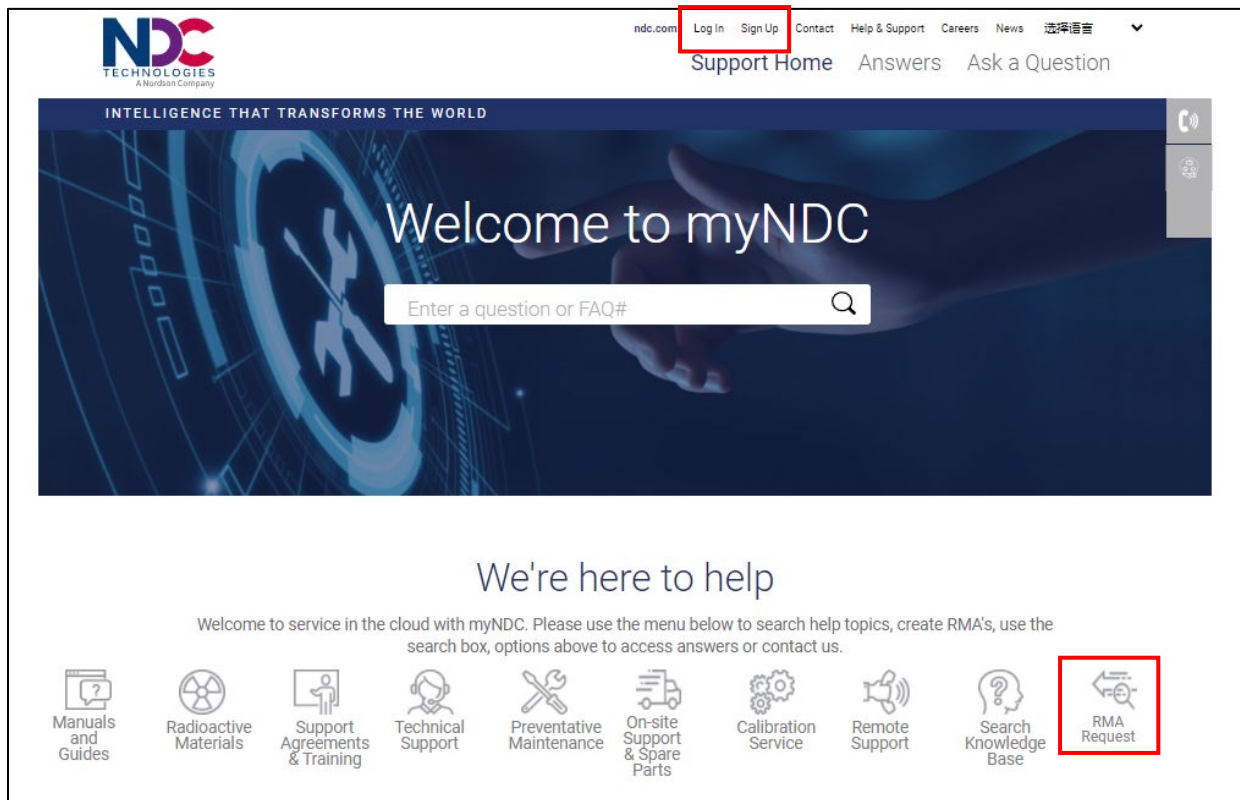 NDC
TECHNOLOGIES
A Nordson Company
ndc.com Log In Sign Up Contact Help & Support Careers News 选择语言
Support Home Answers Ask a Question
INTELLIGENCE THAT TRANSFORMS THE WORLD
Welcome to myNDC
Enter a question or FAQ#
We're here to help
Welcome to service in the cloud with myNDC. Please use the menu below to search help topics, create RMA's, use the
search box, options above to access answers or contact us.
Manuals
and
Guides
Radioactive
Materials
Support
Agreements
& Training
Technical
Support
Preventative
Maintenance
On-site
Support
& Spare
Parts
Calibration
Service
Remote
Support
Search
Knowledge
Base
RMA
Request